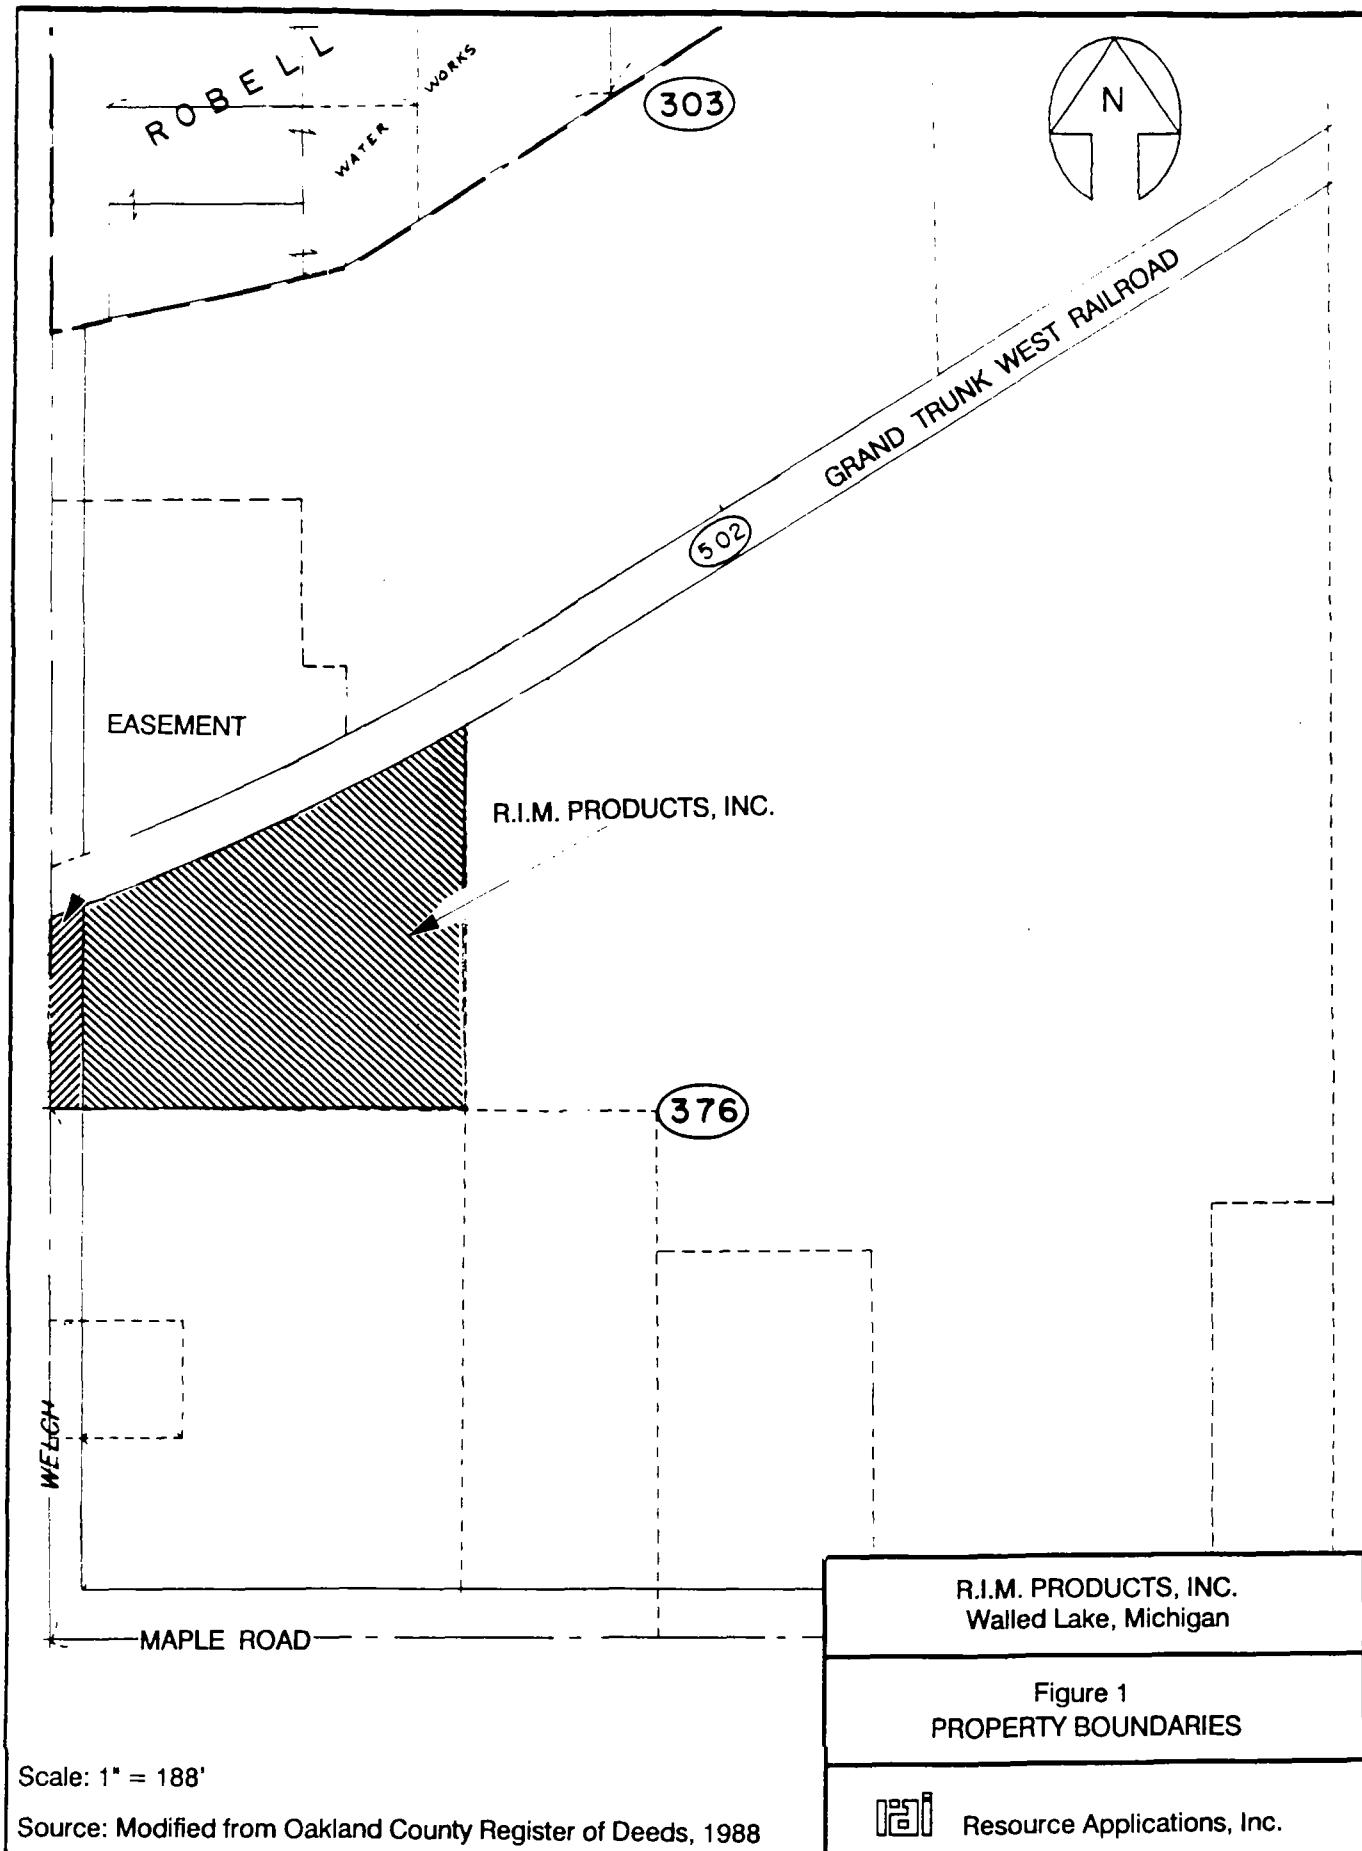 ROBELL
WATER WORKS
303
N
GRAND TRUNK WEST RAILROAD
502
EASEMENT
R.I.M. PRODUCTS, INC.
376
WELCH
MAPLE ROAD
R.I.M. PRODUCTS, INC.
Walled Lake, Michigan
Figure 1
PROPERTY BOUNDARIES
Scale: 1" = 188'
Source: Modified from Oakland County Register of Deeds, 1988
rai Resource Applications, Inc.